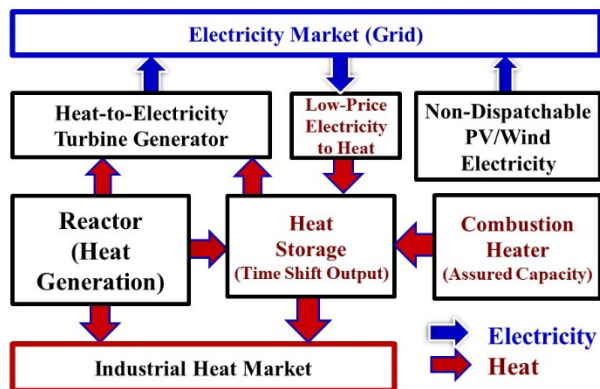 Electricity Market (Grid)
Heat-to-Electricity
Turbine Generator
Low-Price
Electricity
to Heat
Non-Dispatchable
PV/Wind
Electricity
Reactor
(Heat
Generation)
Heat
Storage
(Time Shift Output)
Combustion
Heater
(Assured Capacity)
Electricity
Heat
Industrial Heat Market